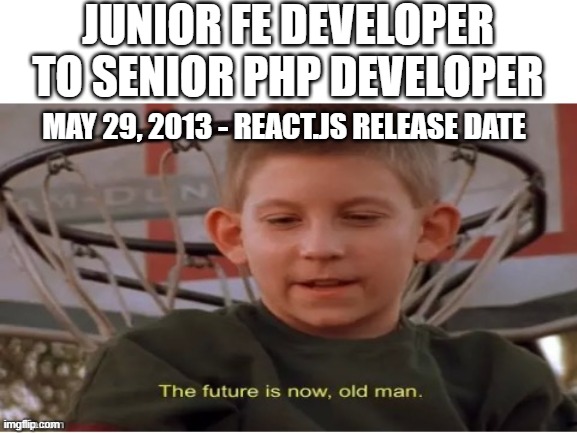 JUNIOR FE DEVELOPER
TO SENIOR PHP DEVELOPER
MAY 29, 2013 - REACT.JS RELEASE DATE
The future is now, old man.
imgflip.com